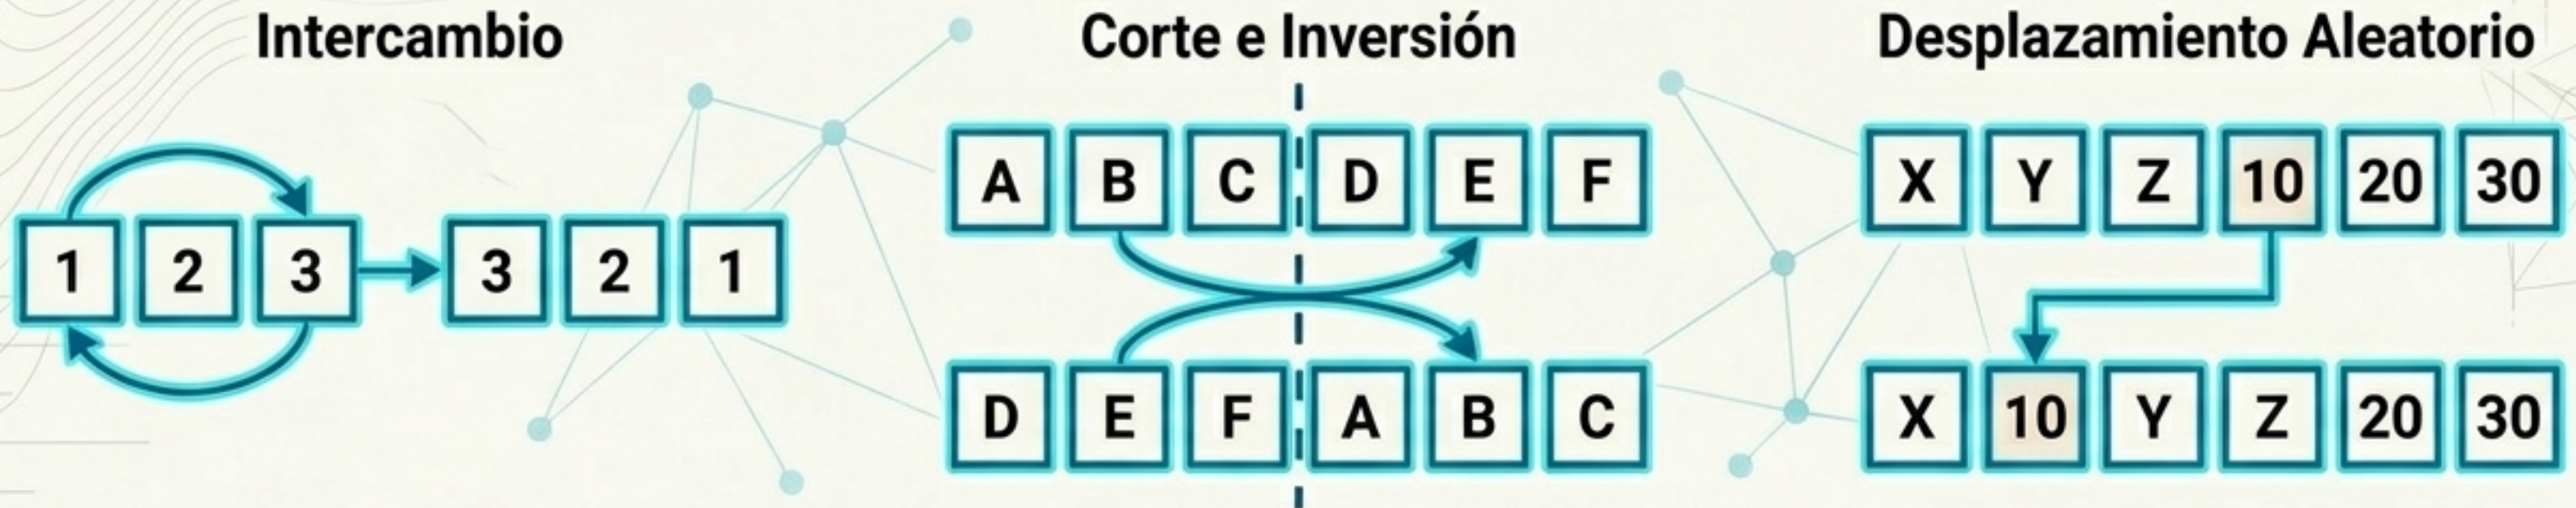 Intercambio
1 2 3 3 2 1
Corte e Inversión
A B C D E F
D E F A B C
Desplazamiento Aleatorio
X Y Z 10 20 30
X 10 Y Z 20 30